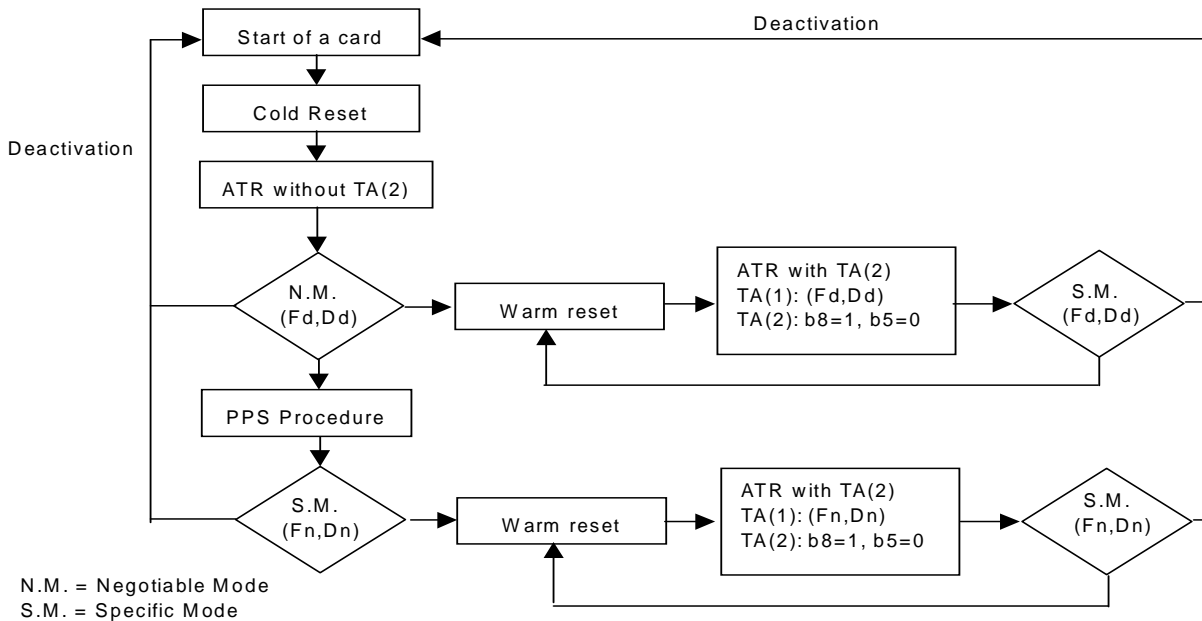 Deactivation
Start of a card
Cold Reset
Deactivation
ATR without TA(2)
N.M.
(Fd,Dd)
Warm reset
ATR with TA(2)
TA(1): (Fd,Dd)
TA(2): b8=1, b5=0
S.M.
(Fd,Dd)
PPS Procedure
S.M.
(Fn,Dn)
Warm reset
ATR with TA(2)
TA(1): (Fn,Dn)
TA(2): b8=1, b5=0
S.M.
(Fn,Dn)
N.M. = Negotiable Mode
S.M. = Specific Mode